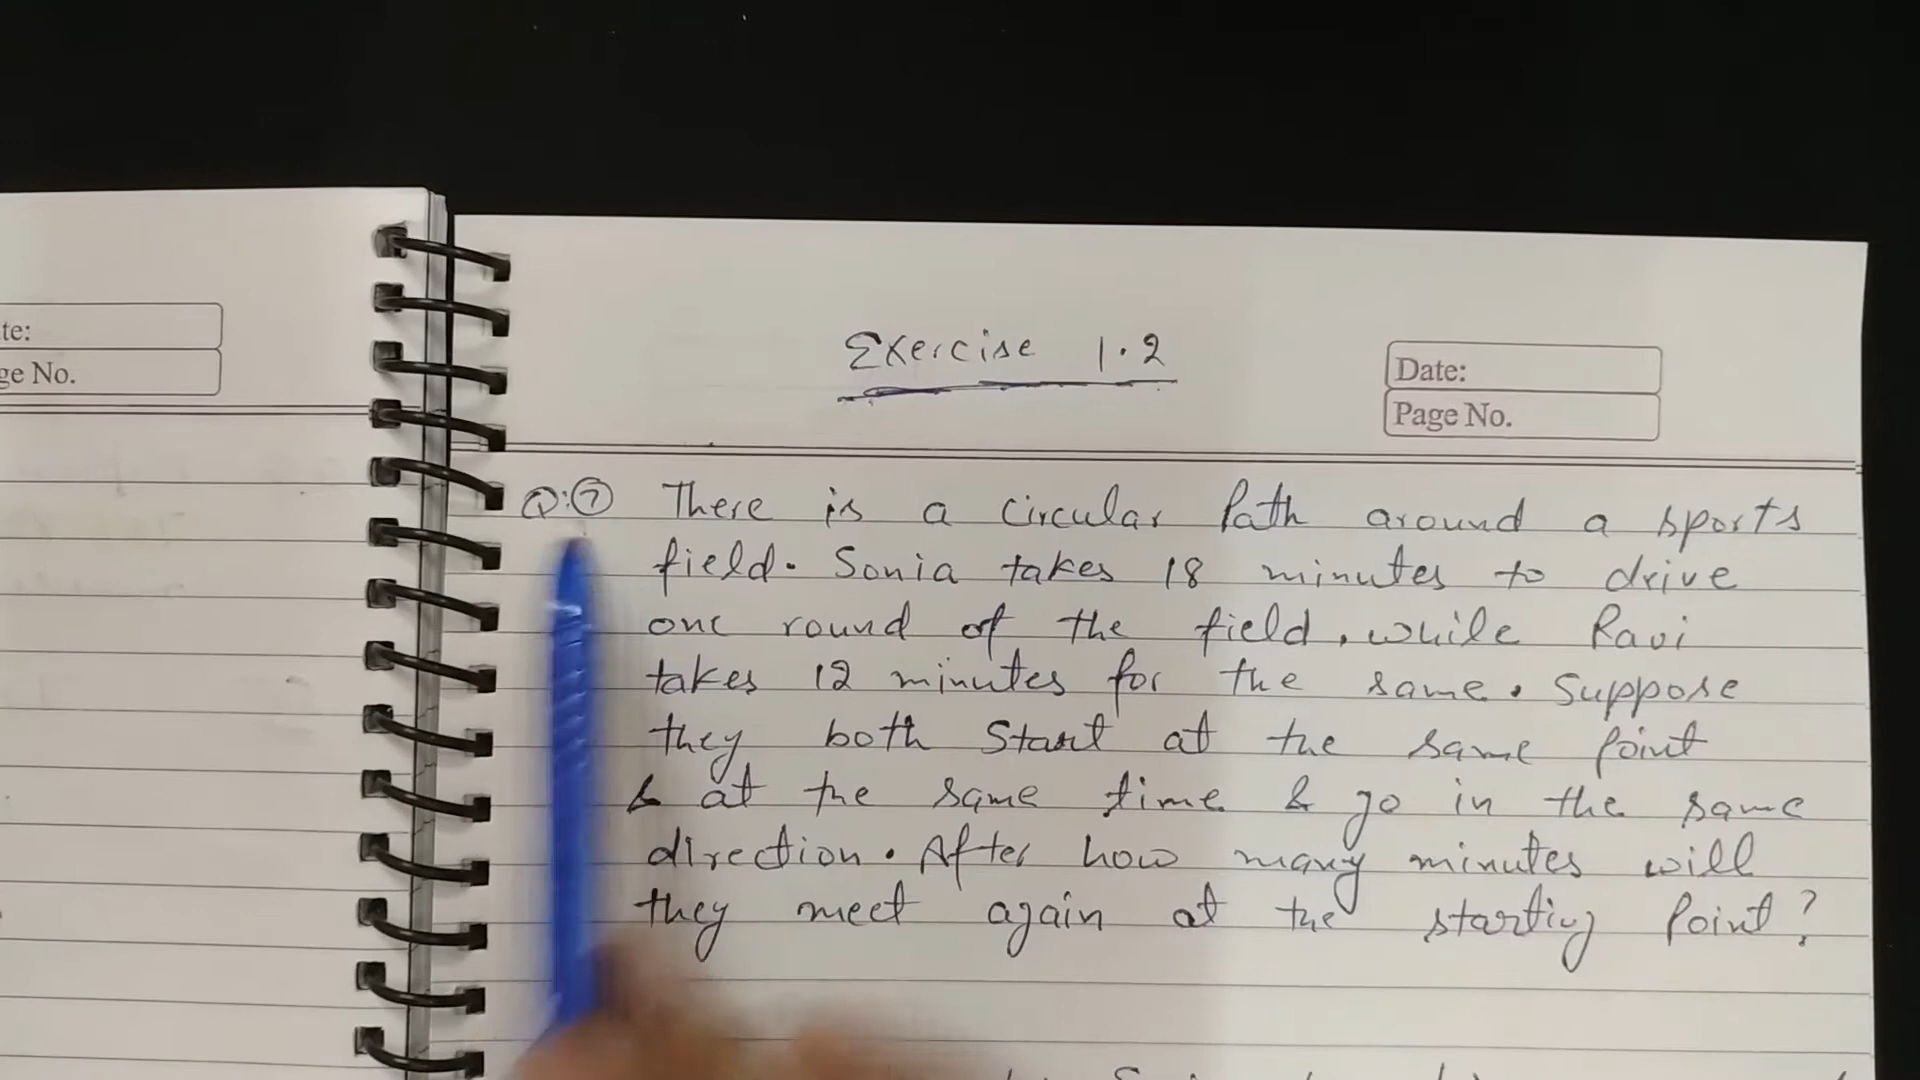 te:
ge No.
Exercise 1.2
Date:
Page No.
Q:⑦ There is a circular Path around a sports
field. Sonia takes 18 minutes to drive
one round of the field, while Ravi
takes 12 minutes for the same. Suppose
they both Start at the same point
& at the same time & go in the same
direction. After how many minutes will
they meet again at the starting Point?